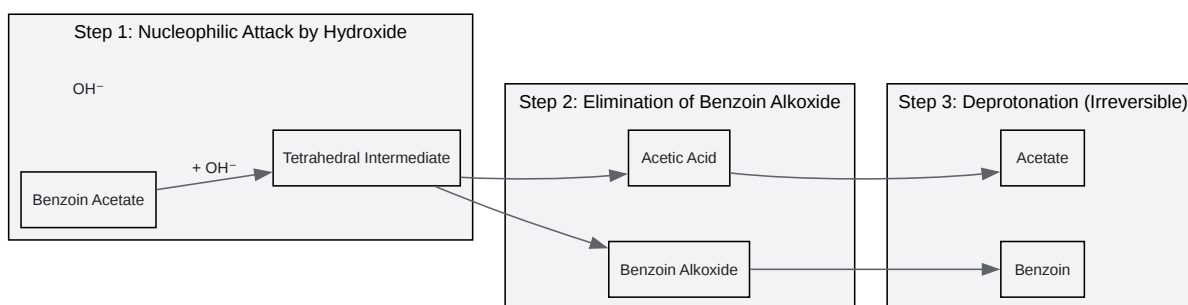 Step 1: Nucleophilic Attack by Hydroxide
OH⁻
Benzoin Acetate
+ OH⁻
Tetrahedral Intermediate
Step 2: Elimination of Benzoin Alkoxide
Acetic Acid
Benzoin Alkoxide
Step 3: Deprotonation (Irreversible)
Acetate
Benzoin